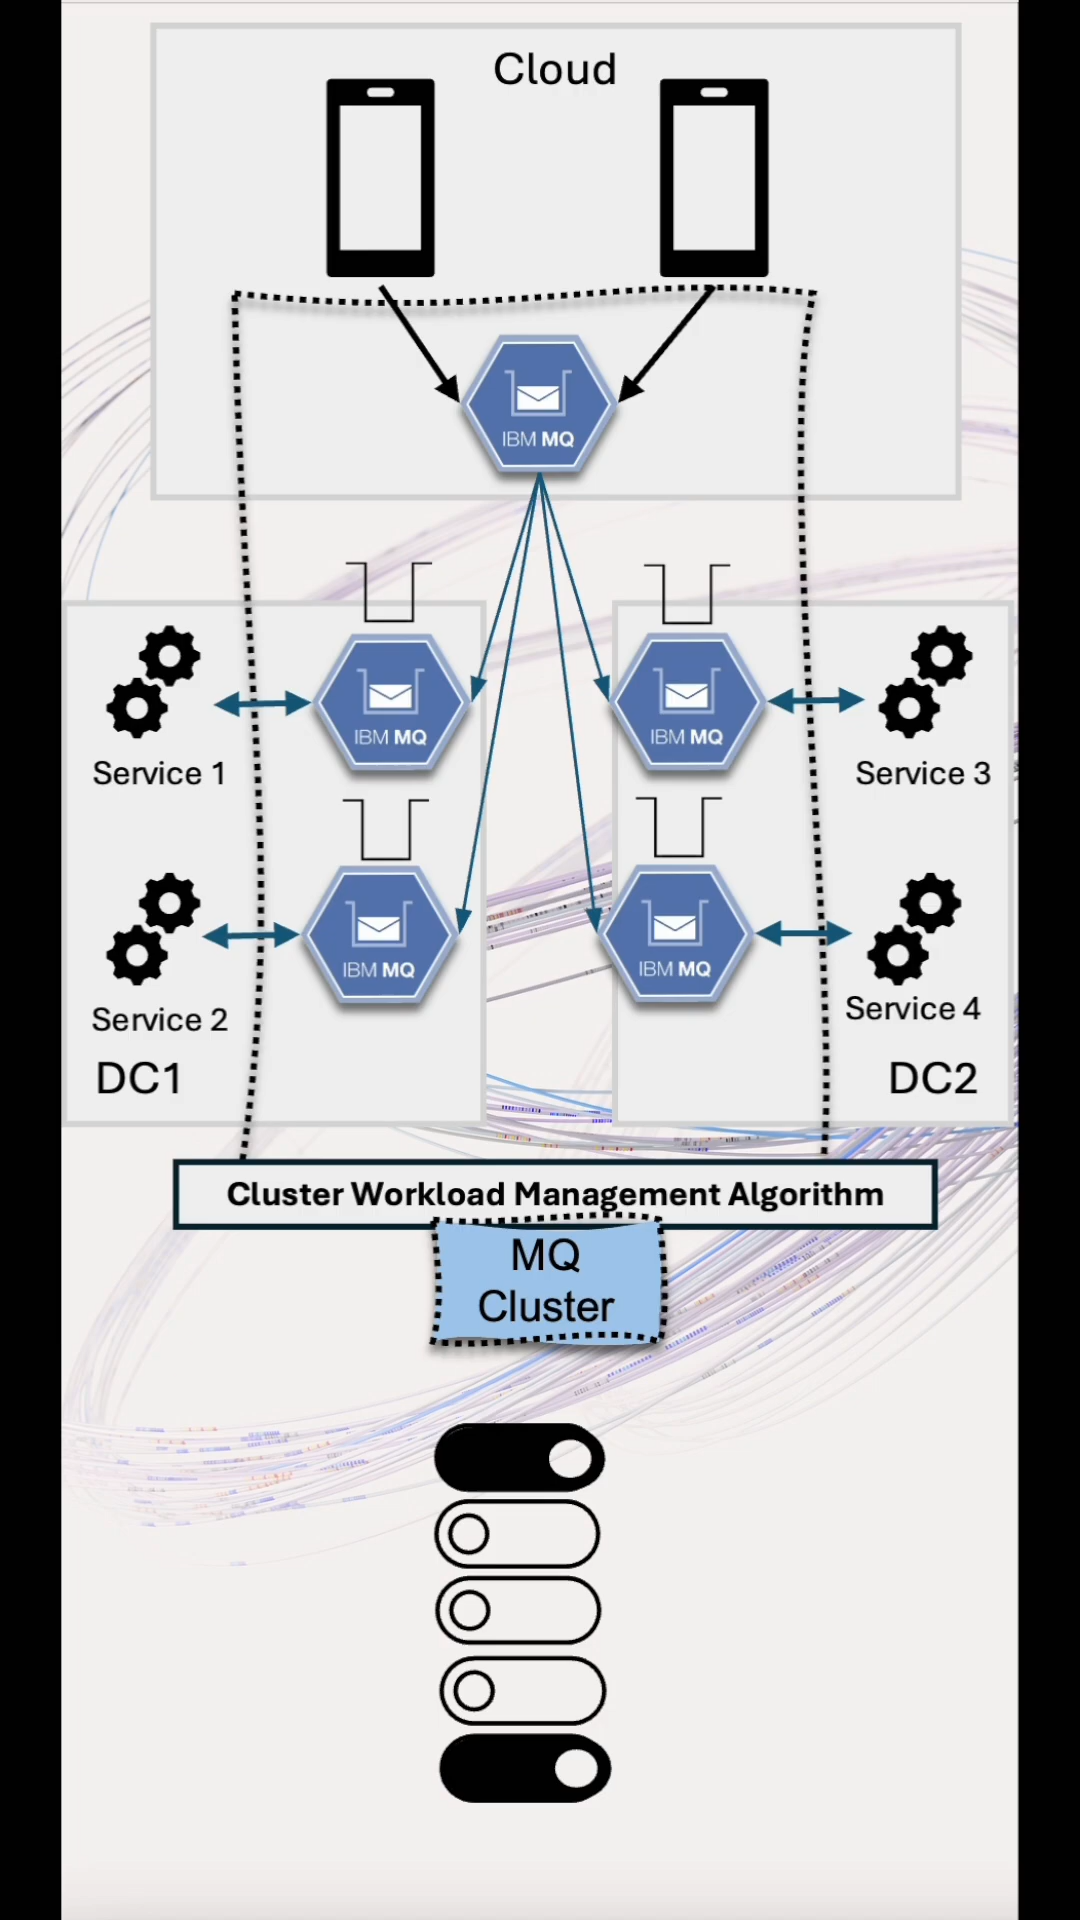 Cloud
IBM MQ
IBM MQ
IBM MQ
Service 1
Service 3
IBM MQ
IBM MQ
Service 2
Service 4
DC1
DC2
Cluster Workload Management Algorithm
MQ
Cluster